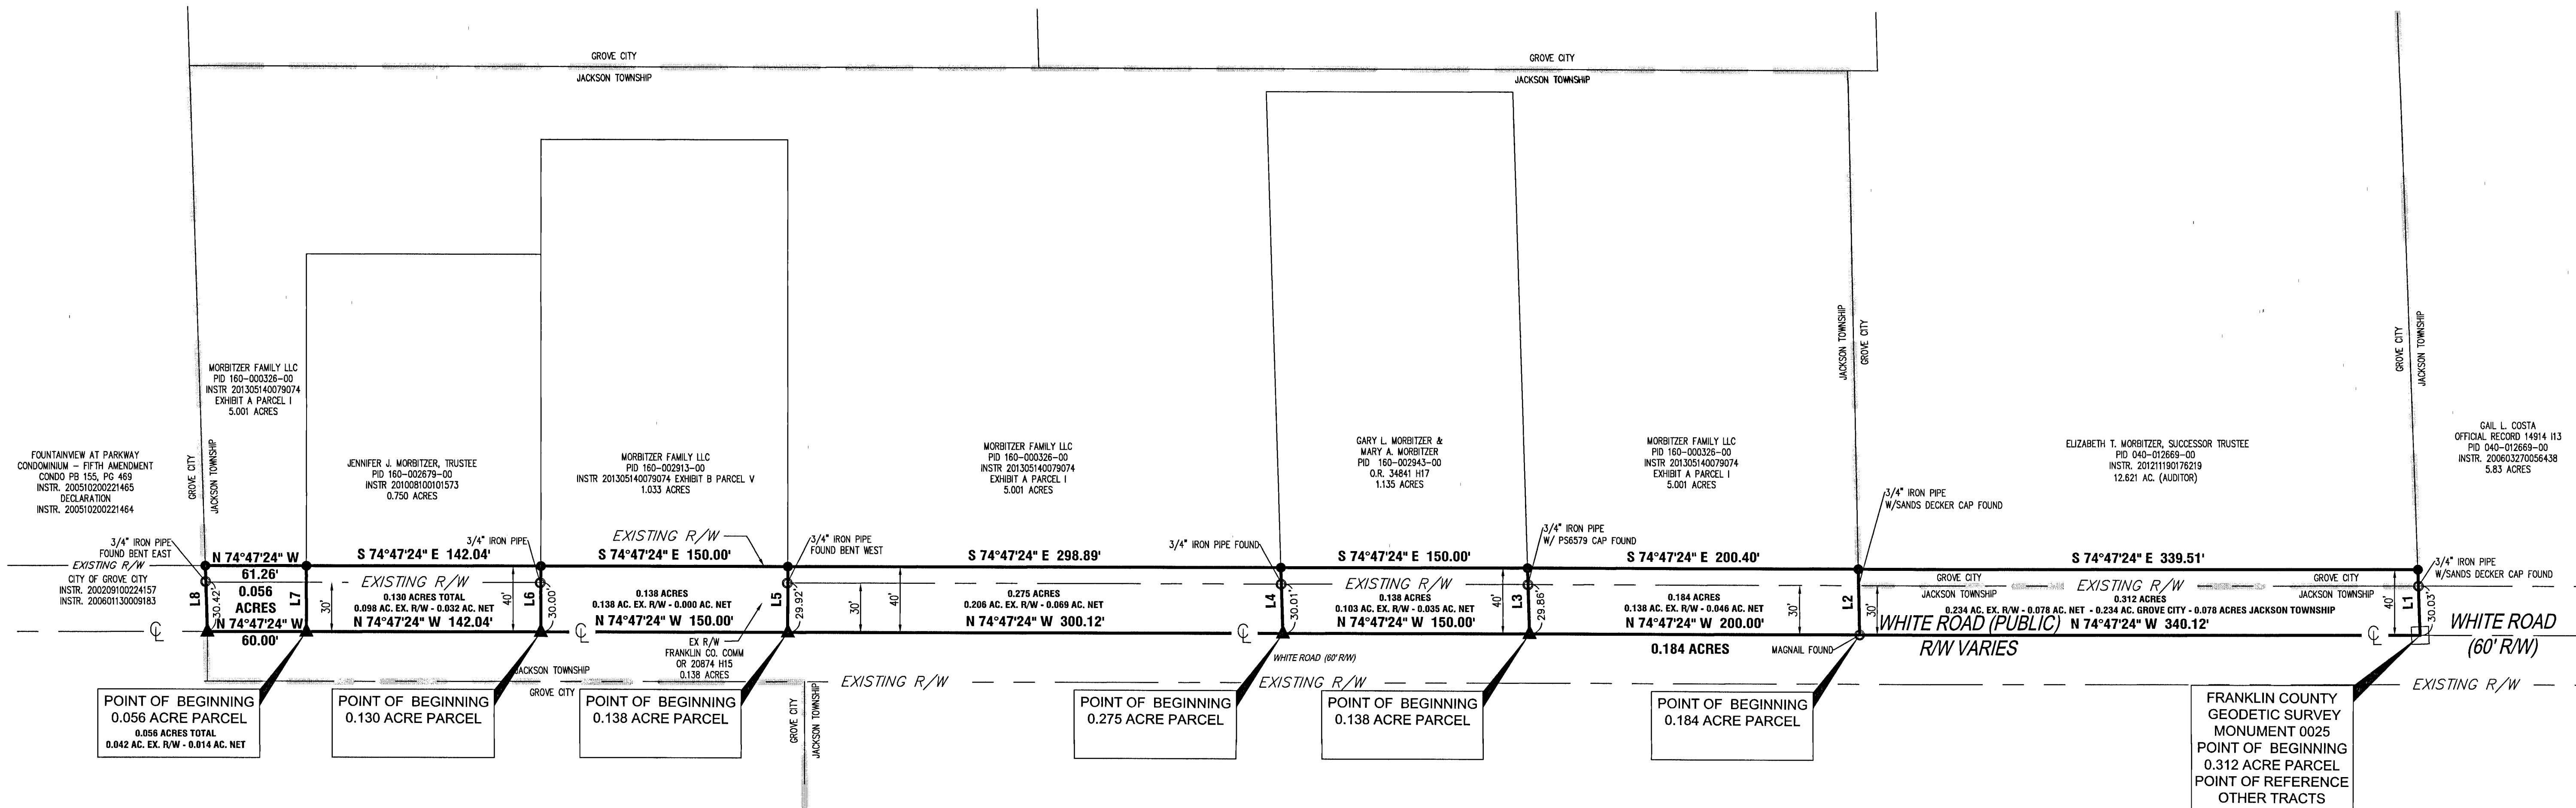 GROVE CITY
JACKSON TOWNSHIP
GROVE CITY
JACKSON TOWNSHIP
MORBITZER FAMILY LLC
PID 160-000326-00
INSTR 201305140079074
EXHIBIT A PARCEL I
5.001 ACRES
FOUNTAINVIEW AT PARKWAY
CONDOMINIUM - FIFTH AMENDMENT
CONDO PB 155, PG 469
INSTR. 200510200221465
DECLARATION
INSTR. 200510200221464
GROVE CITY
JACKSON TOWNSHIP
JENNIFER J. MORBITZER, TRUSTEE
PID 160-002679-00
INSTR 201008100101573
0.750 ACRES
MORBITZER FAMILY LLC
PID 160-002913-00
INSTR 201305140079074 EXHIBIT B PARCEL V
1.033 ACRES
MORBITZER FAMILY LLC
PID 160-000326-00
INSTR 201305140079074
EXHIBIT A PARCEL I
5.001 ACRES
GARY L. MORBITZER &
MARY A. MORBITZER
PID 160-002943-00
O.R. 34841 H17
1.135 ACRES
MORBITZER FAMILY LLC
PID 160-000326-00
INSTR 201305140079074
EXHIBIT A PARCEL I
5.001 ACRES
JACKSON TOWNSHIP
GROVE CITY
ELIZABETH T. MORBITZER, SUCCESSOR TRUSTEE
PID 040-012669-00
INSTR. 201211190176219
12.621 AC. (AUDITOR)
GROVE CITY
JACKSON TOWNSHIP
GAIL L. COSTA
OFFICIAL RECORD 14914 I13
PID 040-012669-00
INSTR. 200603270056438
5.83 ACRES
3/4" IRON PIPE
FOUND BENT EAST
EXISTING R/W
CITY OF GROVE CITY
INSTR. 200209100224157
INSTR. 200601130009183
N 74°47'24" W
61.26'
0.056
ACRES
N 74°47'24" W
60.00'
L8
30.42'
L7
30'
S 74°47'24" E 142.04'
3/4" IRON PIPE
EXISTING R/W
0.130 ACRES TOTAL
0.098 AC. EX. R/W - 0.032 AC. NET
N 74°47'24" W 142.04'
40'
L6
30.00'
EXISTING R/W
S 74°47'24" E 150.00'
0.138 ACRES
0.138 AC. EX. R/W - 0.000 AC. NET
N 74°47'24" W 150.00'
3/4" IRON PIPE
FOUND BENT WEST
L5
29.92'
EX R/W
FRANKLIN CO. COMM
OR 20874 H15
0.138 ACRES
30'
40'
S 74°47'24" E 298.89'
0.275 ACRES
0.206 AC. EX. R/W - 0.069 AC. NET
N 74°47'24" W 300.12'
3/4" IRON PIPE FOUND
L4
30.01'
S 74°47'24" E 150.00'
EXISTING R/W
0.138 ACRES
0.103 AC. EX. R/W - 0.035 AC. NET
N 74°47'24" W 150.00'
3/4" IRON PIPE
W/ PS6579 CAP FOUND
40'
L3
29.86'
S 74°47'24" E 200.40'
0.184 ACRES
0.138 AC. EX. R/W - 0.046 AC. NET
N 74°47'24" W 200.00'
0.184 ACRES
30'
3/4" IRON PIPE
W/SANDS DECKER CAP FOUND
L2
30'
MAGNAIL FOUND
S 74°47'24" E 339.51'
GROVE CITY
JACKSON TOWNSHIP
EXISTING R/W
GROVE CITY
JACKSON TOWNSHIP
0.312 ACRES
0.234 AC. EX. R/W - 0.078 AC. NET - 0.234 AC. GROVE CITY - 0.078 ACRES JACKSON TOWNSHIP
WHITE ROAD (PUBLIC)
R/W VARIES
N 74°47'24" W 340.12'
40'
L1
30.03'
3/4" IRON PIPE
W/SANDS DECKER CAP FOUND
WHITE ROAD
(60' R/W)
WHITE ROAD (60' R/W)
JACKSON TOWNSHIP
GROVE CITY
GROVE CITY
JACKSON TOWNSHIP
EXISTING R/W
EXISTING R/W
EXISTING R/W
POINT OF BEGINNING
0.056 ACRE PARCEL
0.056 ACRES TOTAL
0.042 AC. EX. R/W - 0.014 AC. NET
POINT OF BEGINNING
0.130 ACRE PARCEL
POINT OF BEGINNING
0.138 ACRE PARCEL
POINT OF BEGINNING
0.275 ACRE PARCEL
POINT OF BEGINNING
0.138 ACRE PARCEL
POINT OF BEGINNING
0.184 ACRE PARCEL
FRANKLIN COUNTY
GEODETIC SURVEY
MONUMENT 0025
POINT OF BEGINNING
0.312 ACRE PARCEL
POINT OF REFERENCE
OTHER TRACTS